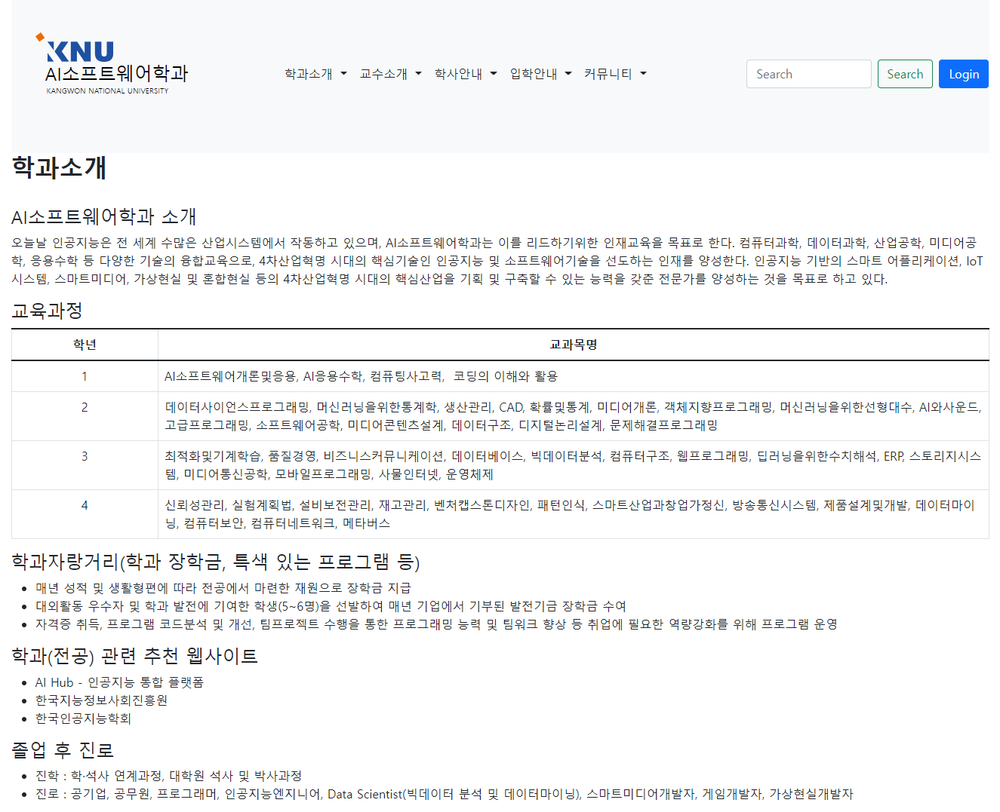 KNU
AI소프트웨어학과
KANGWON NATIONAL UNIVERSITY
학과소개 교수소개 학사안내 입학안내 커뮤니티 Search Search Login
학과소개
AI소프트웨어학과 소개
오늘날 인공지능은 전 세계 수많은 산업시스템에서 작동하고 있으며, AI소프트웨어학과는 이를 리드하기위한 인재교육을 목표로 한다. 컴퓨터과학, 데이터과학, 산업공학, 미디어공
학, 응용수학 등 다양한 기술의 융합교육으로, 4차산업혁명 시대의 핵심기술인 인공지능 및 소프트웨어기술을 선도하는 인재를 양성한다. 인공지능 기반의 스마트 어플리케이션, IoT
시스템, 스마트미디어, 가상현실 및 혼합현실 등의 4차산업혁명 시대의 핵심산업을 기획 및 구축할 수 있는 능력을 갖춘 전문가를 양성하는 것을 목표로 하고 있다.
교육과정
학년 교과목명
1 AI소프트웨어개론및응용, AI응용수학, 컴퓨팅사고력, 코딩의 이해와 활용
2 데이터사이언스프로그래밍, 머신러닝을위한통계학, 생산관리, CAD, 확률및통계, 미디어개론, 객체지향프로그래밍, 머신러닝을위한선형대수, AI와사운드,
고급프로그래밍, 소프트웨어공학, 미디어콘텐츠설계, 데이터구조, 디지털논리설계, 문제해결프로그래밍
3 최적화및기계학습, 품질경영, 비즈니스커뮤니케이션, 데이터베이스, 빅데이터분석, 컴퓨터구조, 웹프로그래밍, 딥러닝을위한수치해석, ERP, 스토리지시스
템, 미디어통신공학, 모바일프로그래밍, 사물인터넷, 운영체제
4 신뢰성관리, 실험계획법, 설비보전관리, 재고관리, 벤처캡스톤디자인, 패턴인식, 스마트산업과창업가정신, 방송통신시스템, 제품설계및개발, 데이터마이
닝, 컴퓨터보안, 컴퓨터네트워크, 메타버스
학과자랑거리(학과 장학금, 특색 있는 프로그램 등)
• 매년 성적 및 생활형편에 따라 전공에서 마련한 재원으로 장학금 지급
• 대외활동 우수자 및 학과 발전에 기여한 학생(5~6명)을 선발하여 매년 기업에서 기부된 발전기금 장학금 수여
• 자격증 취득, 프로그램 코드분석 및 개선, 팀프로젝트 수행을 통한 프로그래밍 능력 및 팀워크 향상 등 취업에 필요한 역량강화를 위해 프로그램 운영
학과(전공) 관련 추천 웹사이트
• AI Hub - 인공지능 통합 플랫폼
• 한국지능정보사회진흥원
• 한국인공지능학회
졸업 후 진로
• 진학 : 학·석사 연계과정, 대학원 석사 및 박사과정
• 진로 : 공기업, 공무원, 프로그래머, 인공지능엔지니어, Data Scientist(빅데이터 분석 및 데이터마이닝), 스마트미디어개발자, 게임개발자, 가상현실개발자